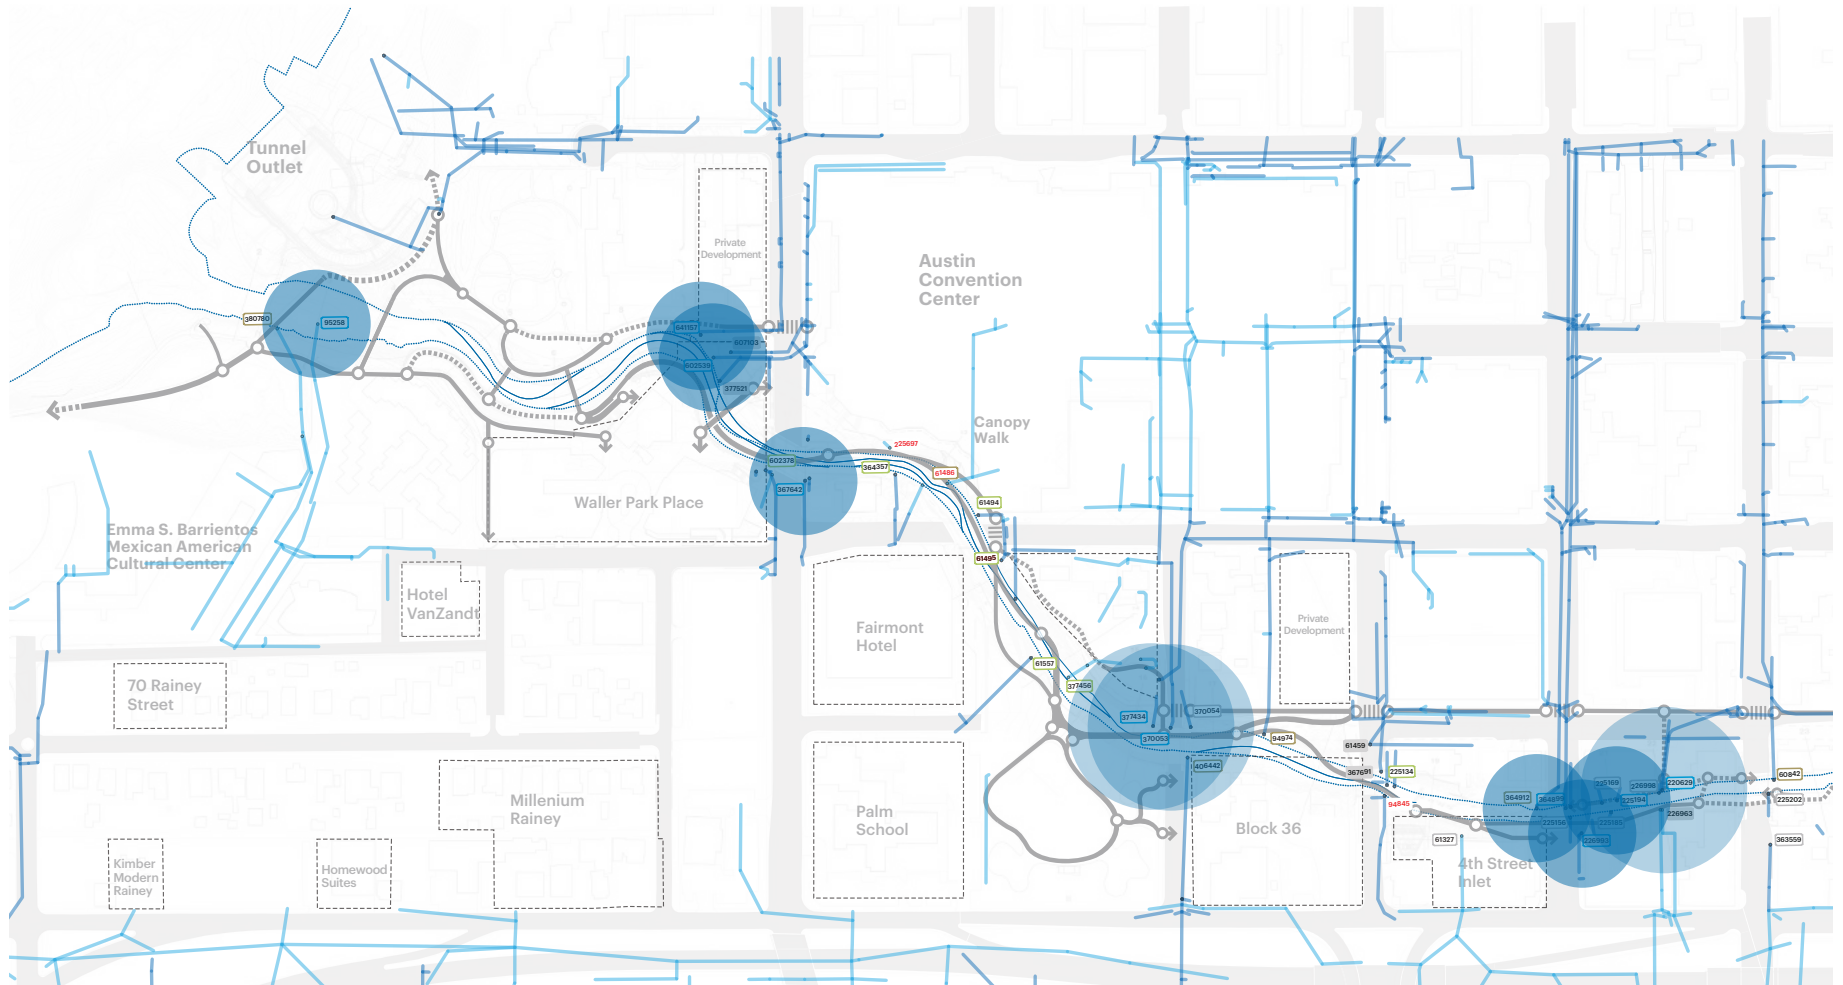 Tunnel
Outlet
Private
Development
Austin
Convention
Center
380780
95258
641157
607103
602539
377521
Canopy
Walk
225697
602378
364357
61486
367642
61494
Waller Park Place
Emma S. Barrientos
Mexican American
Cultural Center
61495
Hotel
VanZandt
Fairmont
Hotel
Private
Development
61557
377456
70 Rainey
Street
377434
370054
370053
94974
61459
406442
367691
225134
60842
220629
226998
364912
225194
225202
94845
226963
Millenium
Rainey
Palm
School
Block 36
61327
363559
4th Street
Inlet
Kimber
Modern
Rainey
Homewood
Suites